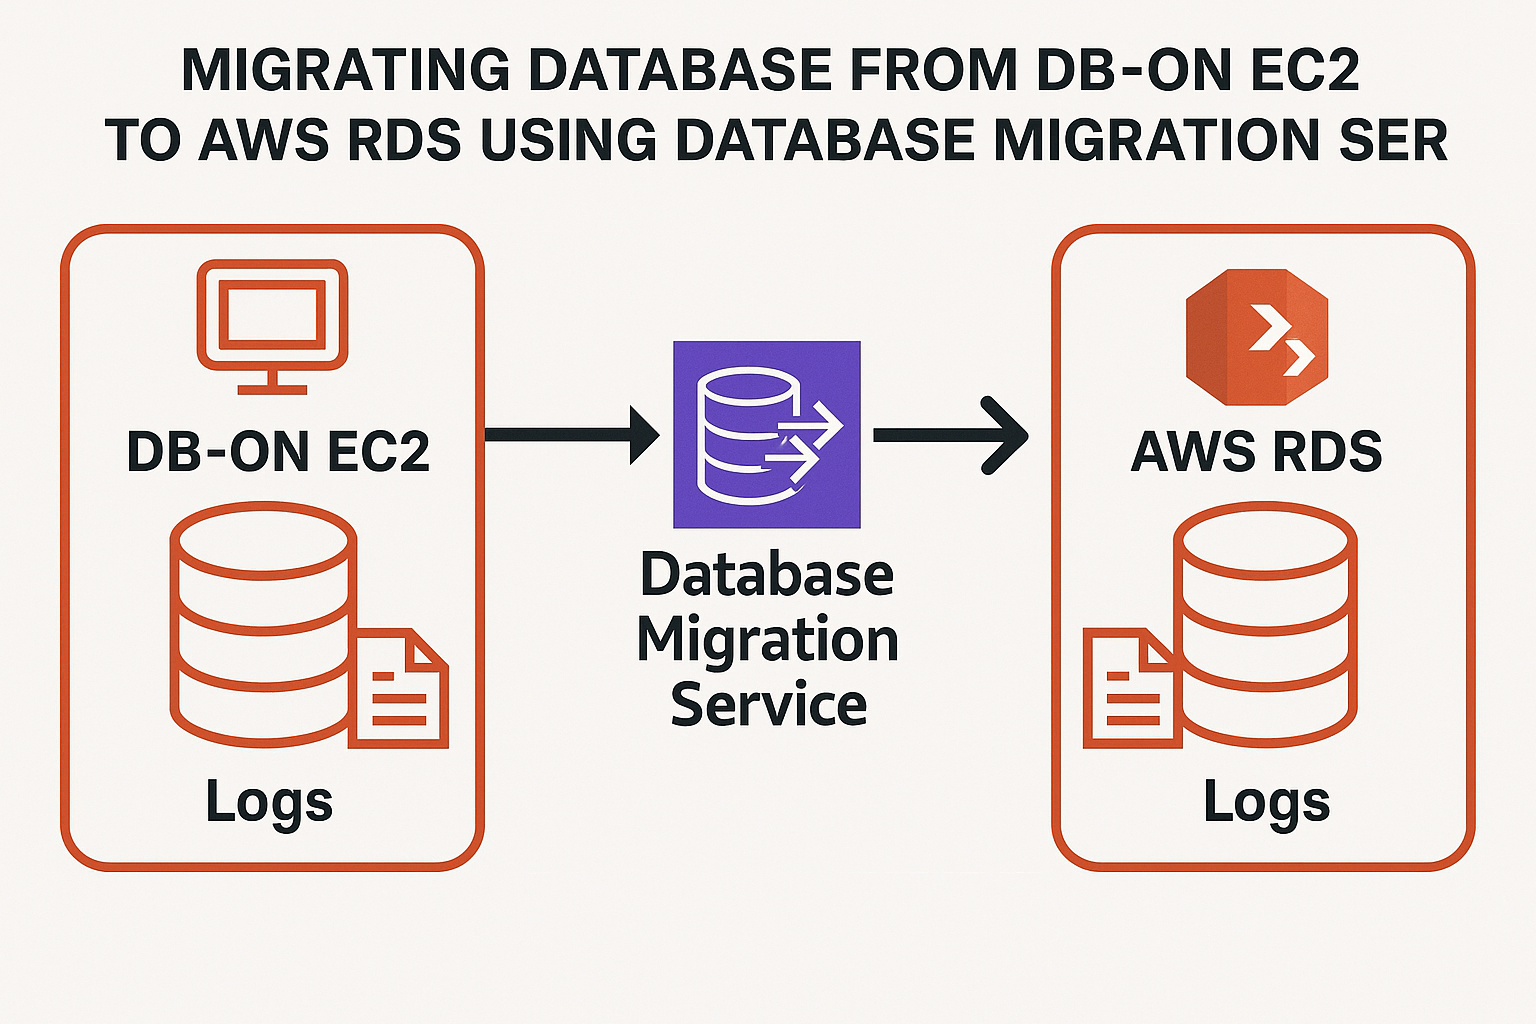 MIGRATING DATABASE FROM DB-ON EC2
TO AWS RDS USING DATABASE MIGRATION SER
DB-ON EC2
Logs
Database
Migration
Service
AWS RDS
Logs